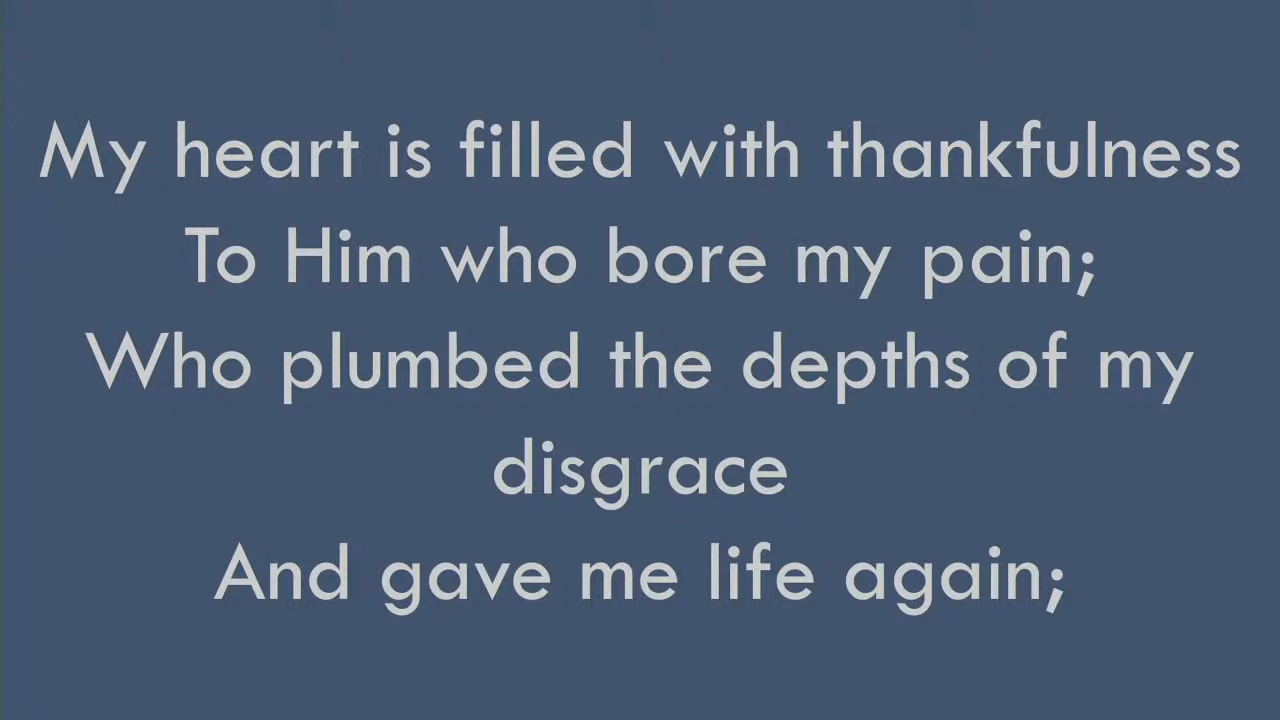 My heart is filled with thankfulness
To Him who bore my pain;
Who plumbed the depths of my
disgrace
And gave me life again;